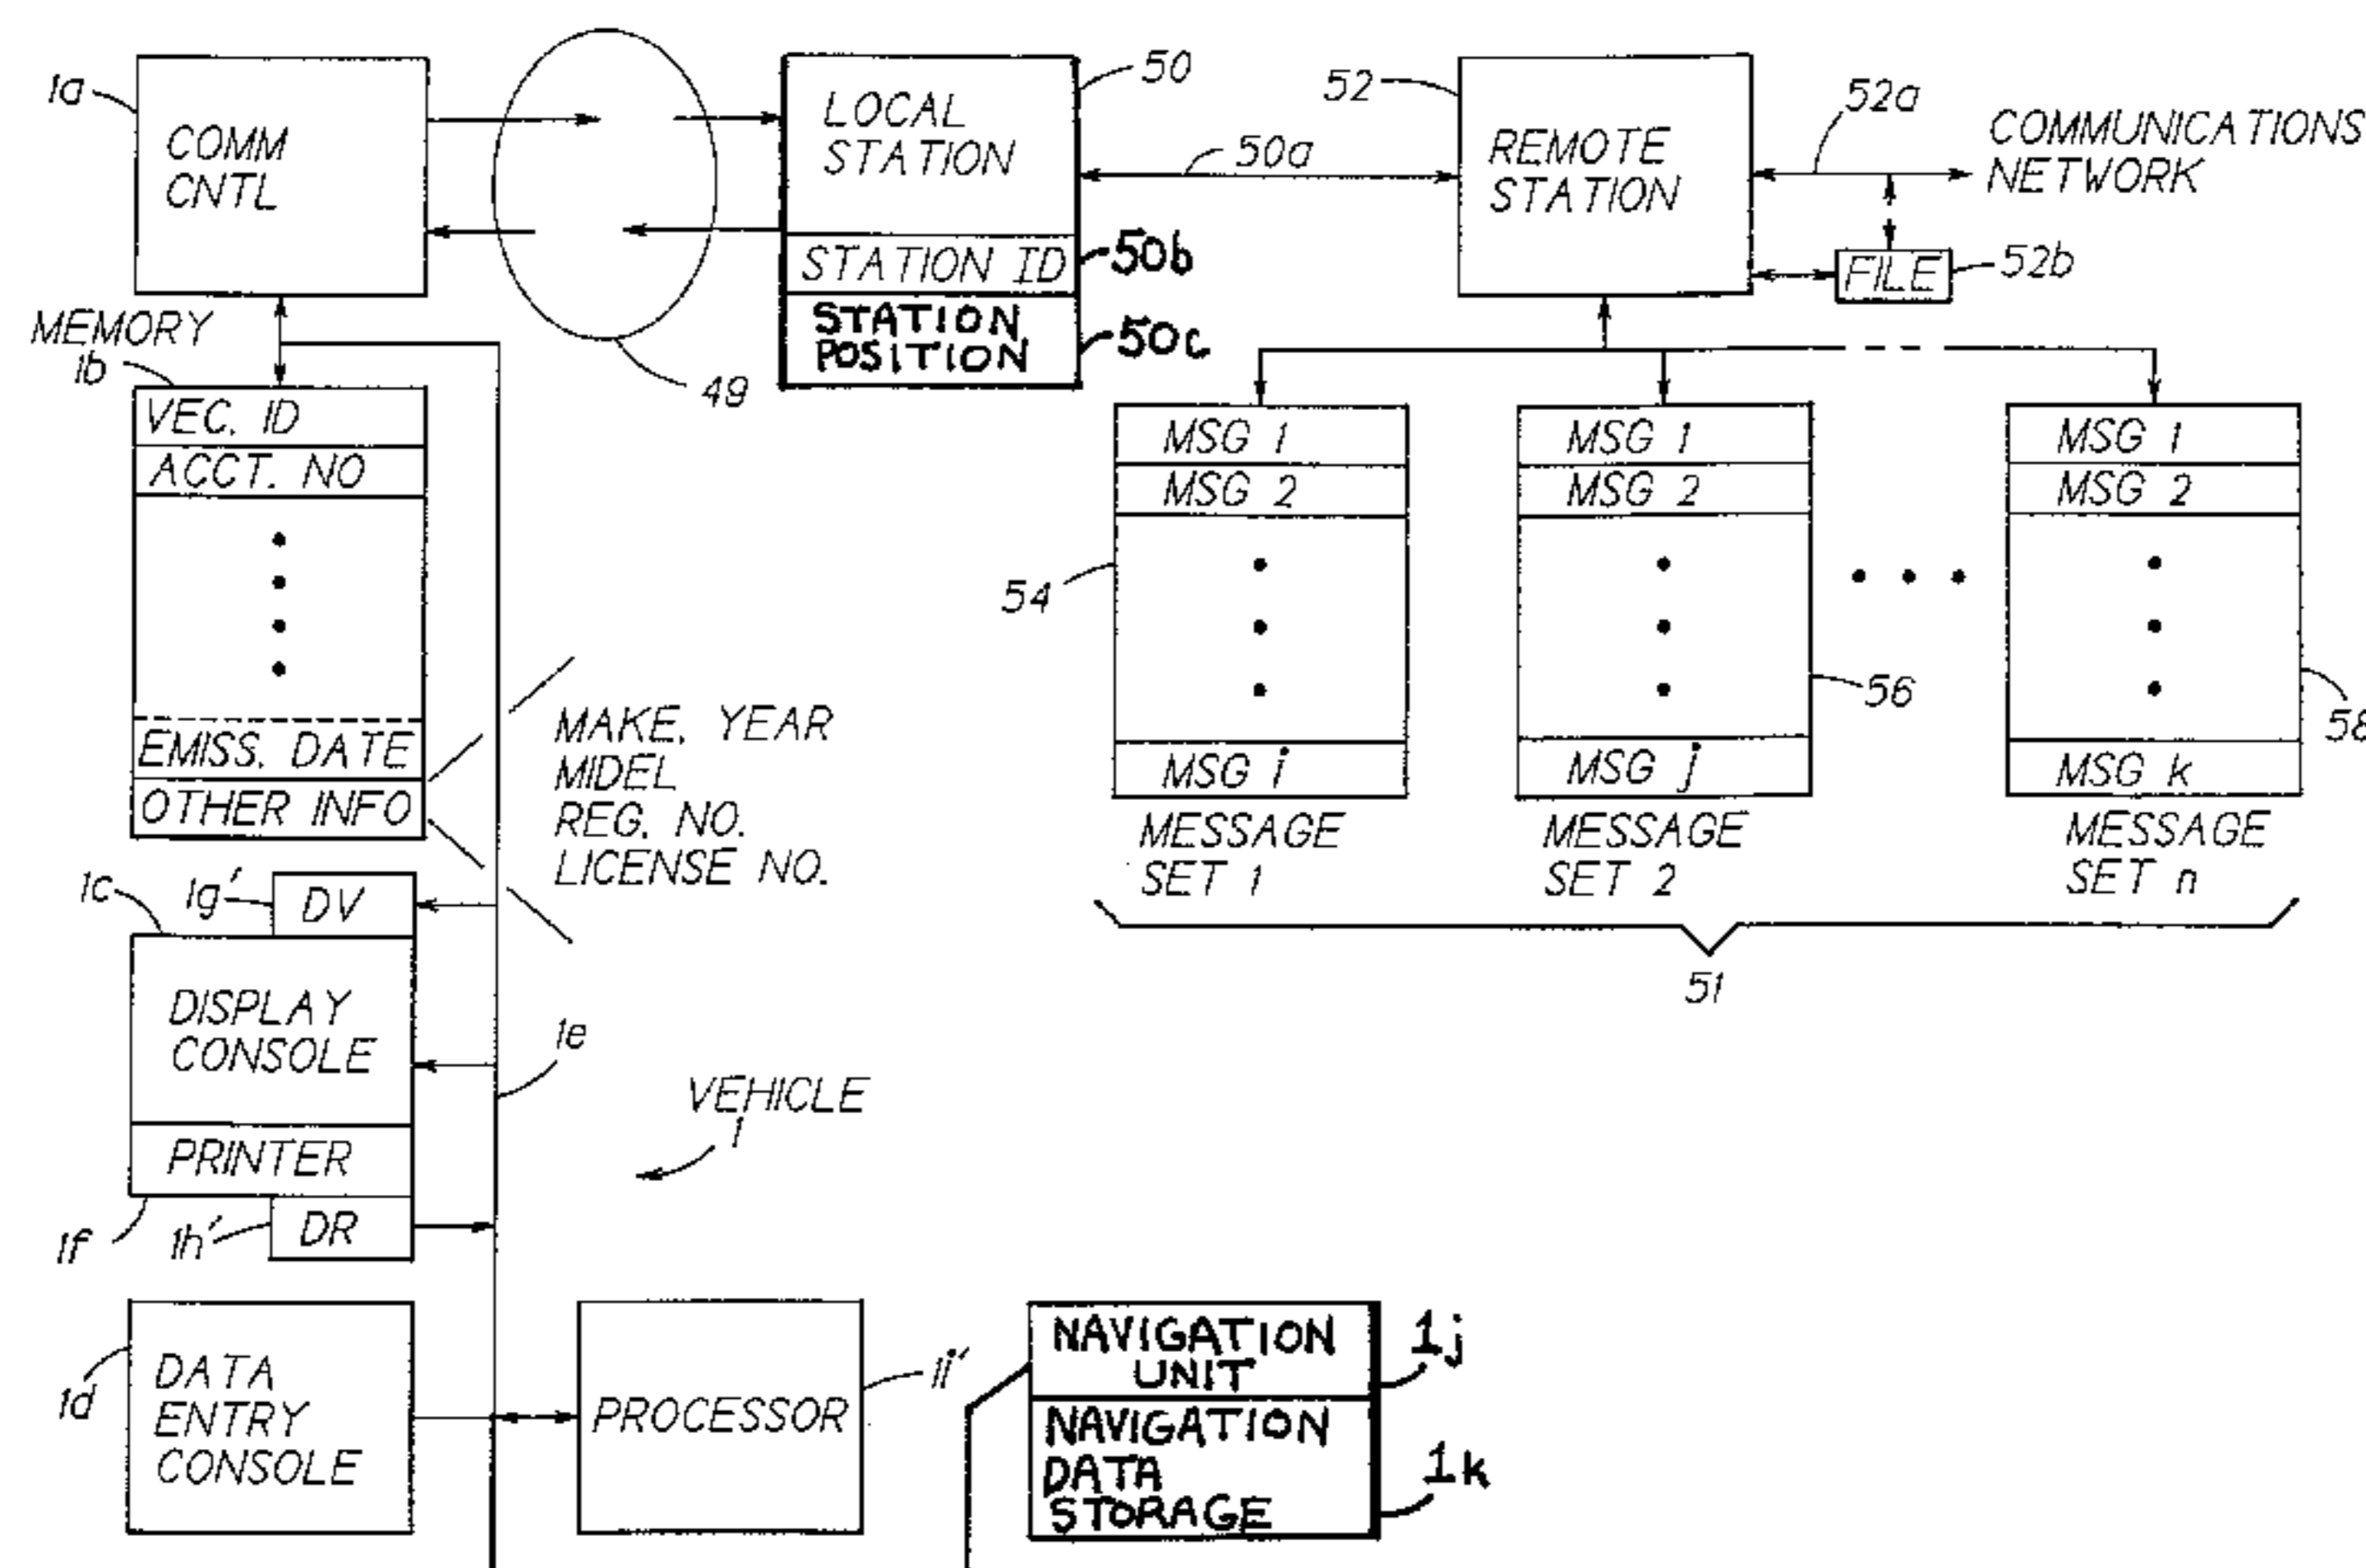 1a
COMM
CNTL
49
LOCAL
STATION
50
STATION ID
50b
STATION
POSITION
50c
50a
52
REMOTE
STATION
52a
COMMUNICATIONS
NETWORK
FILE
52b
MEMORY
1b
VEC. ID
ACCT. NO
EMISS. DATE
OTHER INFO
MAKE, YEAR
MIDEL
REG. NO.
LICENSE NO.
54
MSG 1
MSG 2
MSG i
MESSAGE
SET 1
MSG 1
MSG 2
MSG j
56
MESSAGE
SET 2
MSG 1
MSG 2
MSG k
58
MESSAGE
SET n
51
1c
1g'
DV
DISPLAY
CONSOLE
PRINTER
1f
1h'
DR
1e
VEHICLE
1
1d
DATA
ENTRY
CONSOLE
PROCESSOR
1i'
NAVIGATION
UNIT
1j
NAVIGATION
DATA
STORAGE
1k